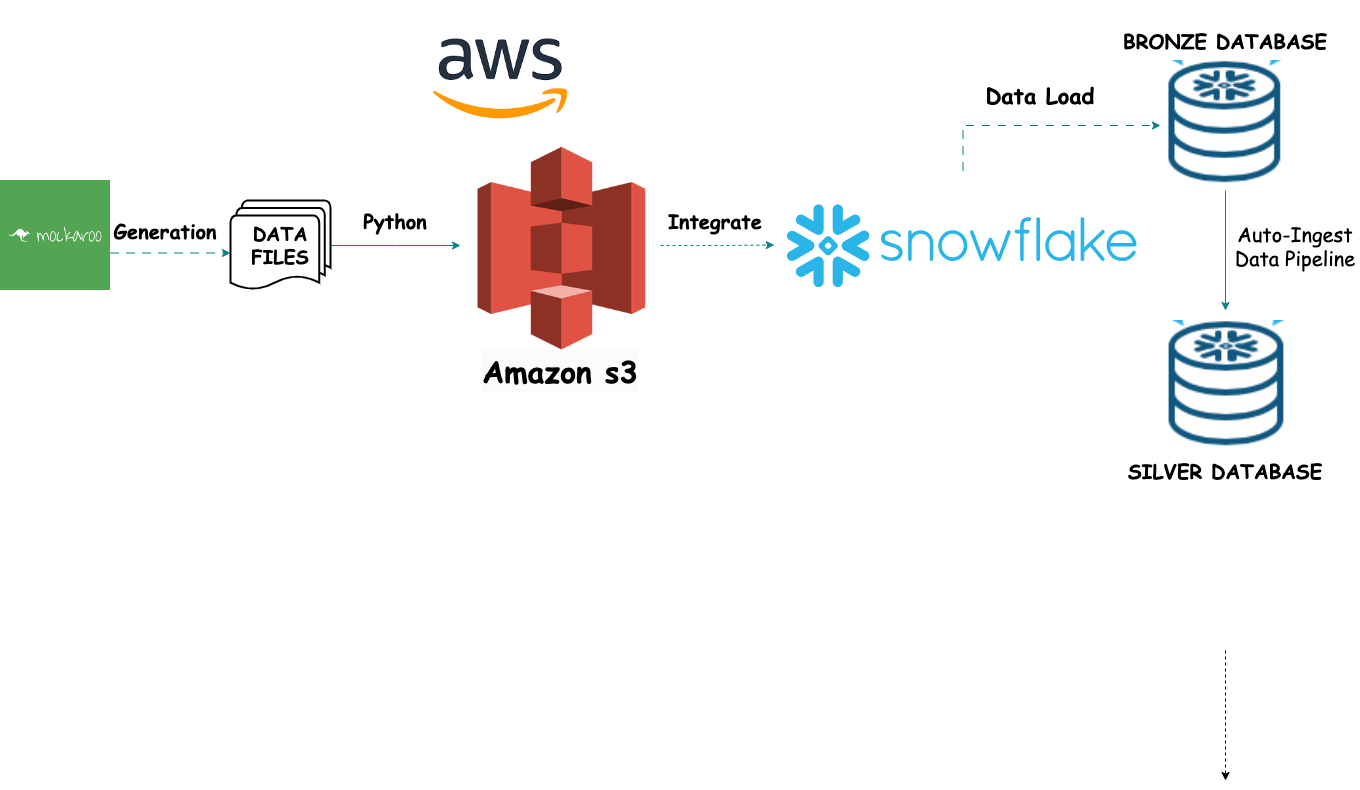 aws
BRONZE DATABASE
Data Load
mockaroo
Generation
DATA
FILES
Python
Integrate
snowflake
Auto-Ingest
Data Pipeline
Amazon s3
SILVER DATABASE